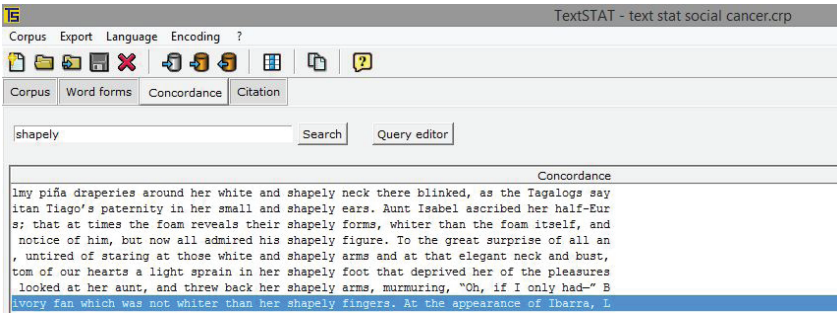 TS
TextSTAT - text stat social cancer.crp
Corpus Export Language Encoding ?
?
Corpus Word forms Concordance Citation
shapely Search Query editor
Concordance
lmy piña draperies around her white and shapely neck there blinked, as the Tagalogs say
itan Tiago’s paternity in her small and shapely ears. Aunt Isabel ascribed her half-Eur
s; that at times the foam reveals their shapely forms, whiter than the foam itself, and
notice of him, but now all admired his shapely figure. To the great surprise of all an
, untired of staring at those white and shapely arms and at that elegant neck and bust,
tom of our hearts a light sprain in her shapely foot that deprived her of the pleasures
looked at her aunt, and threw back her shapely arms, murmuring, “Oh, if I only had—” B
ivory fan which was not whiter than her shapely fingers. At the appearance of Ibarra, L